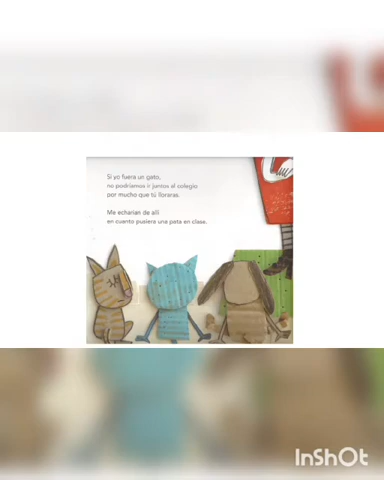 Si yo fuera un gato,
no podríamos ir juntos al colegio
por mucho que tú lloraras.
Me echarían de allí
en cuanto pusiera una pata en clase.
InShOt